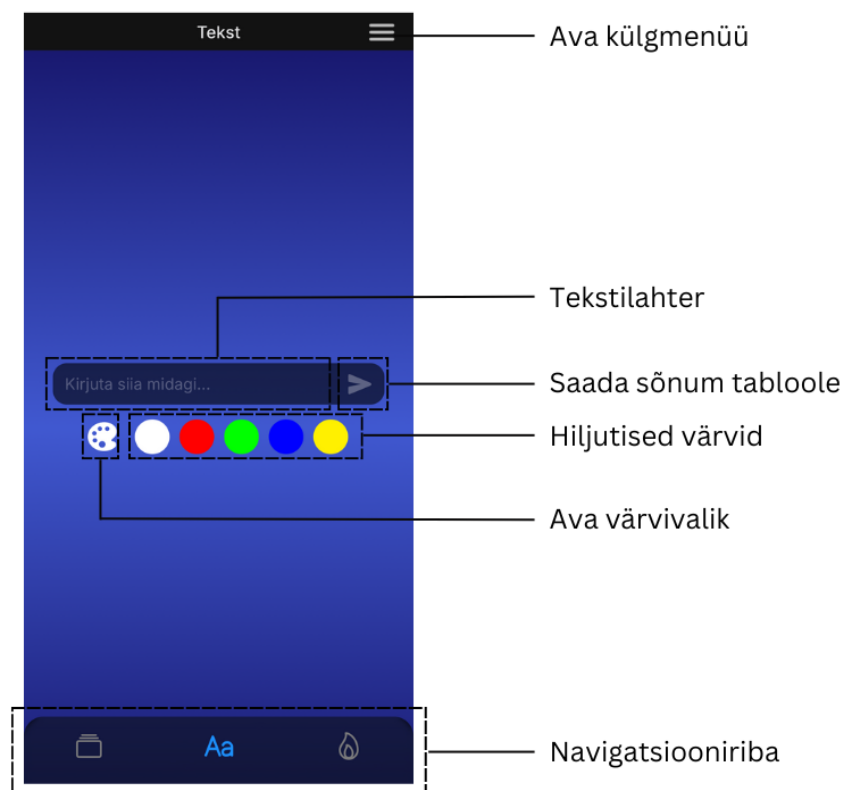 Tekst
Ava külgmenüü
Tekstilahter
Kirjuta siia midagi...
Saada sõnum tabloole
Hiljutised värvid
Ava värvivalik
Aa
Navigatsiooniriba